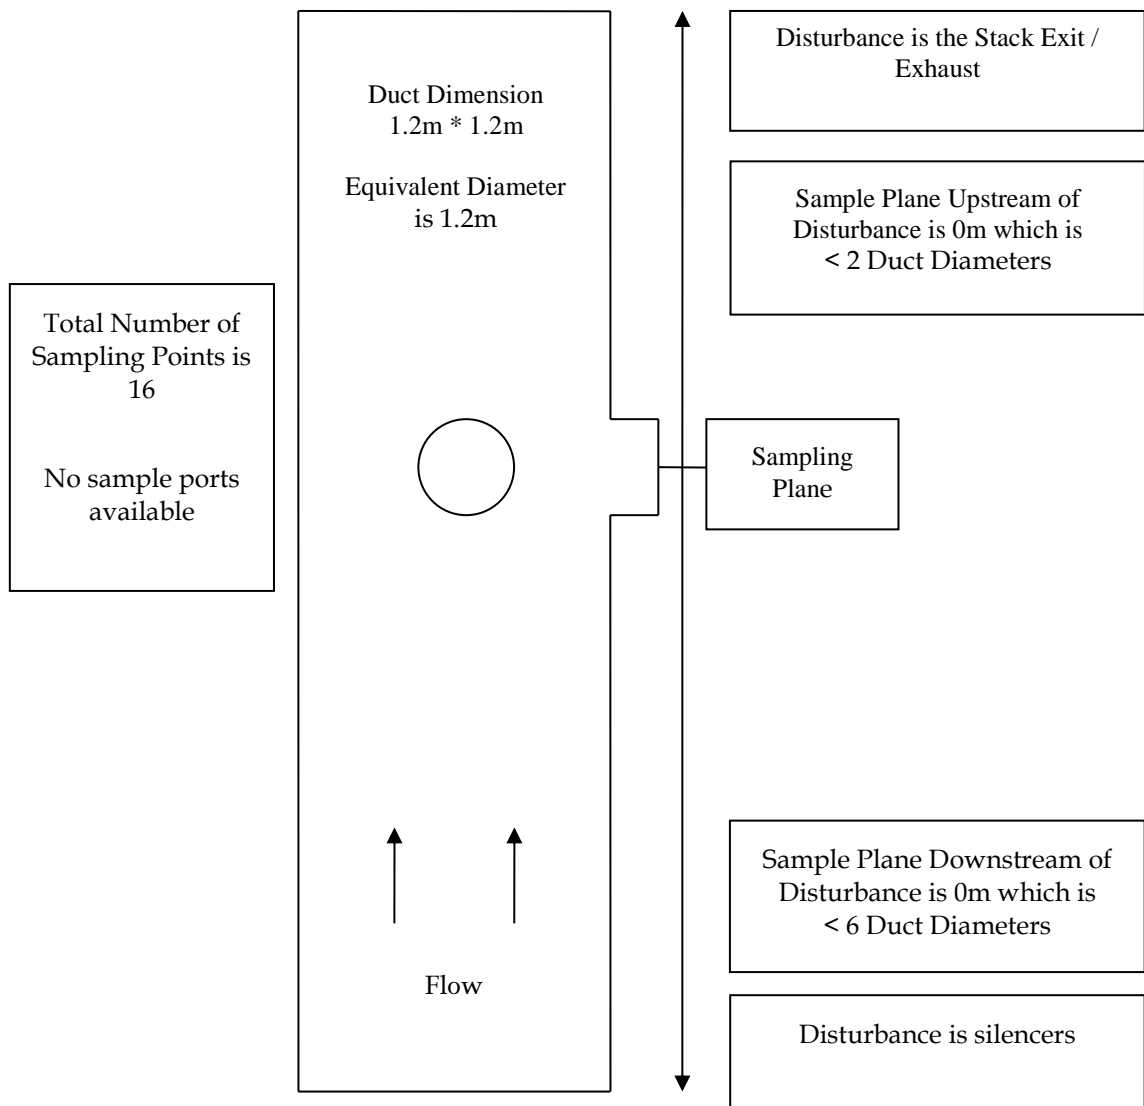 Duct Dimension
1.2m * 1.2m
Equivalent Diameter
is 1.2m
Disturbance is the Stack Exit /
Exhaust
Sample Plane Upstream of
Disturbance is 0m which is
< 2 Duct Diameters
Total Number of
Sampling Points is
16
No sample ports
available
Sampling
Plane
Sample Plane Downstream of
Disturbance is 0m which is
< 6 Duct Diameters
Flow
Disturbance is silencers